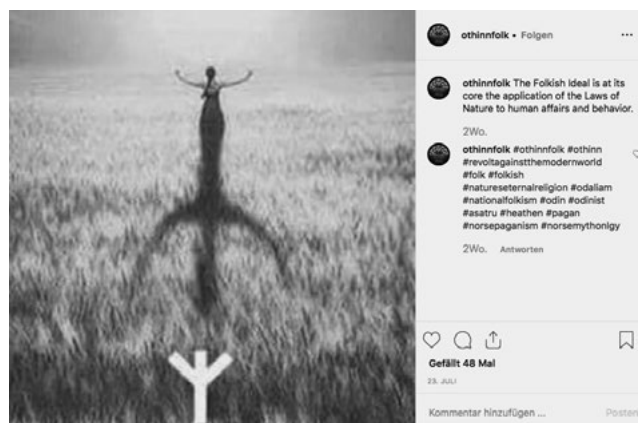 othinnfolk • Folgen
othinnfolk The Folkish Ideal is at its
core the application of the Laws of
Nature to human affairs and behavior.
2Wo.
othinnfolk #othinnfolk #othinn
#revoltagainstthemodernworld
#folk #folkish
#natureseternalreligion #odaliam
#nationalfolkism #odin #odinist
#asatru #heathen #pagan
#norsepaganism #norsemythonlgy
2Wo. Antworten
Gefällt 48 Mal
23. JULI
Kommentar hinzufügen ... Posten